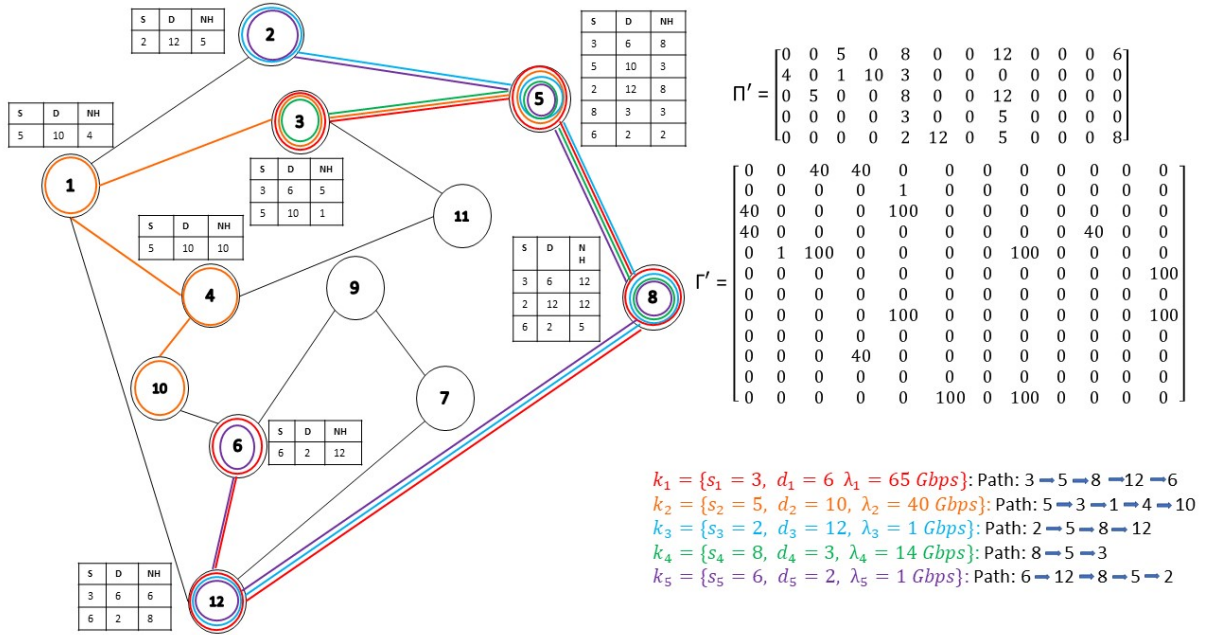 S D NH
2 12 5
2
S D NH
3 6 8
5 10 3
2 12 8
8 3 3
6 2 2
5
S D NH
5 10 4
3
1
S D NH
3 6 5
5 10 1
11
S D NH
5 10 10
4
9
S D N H
3 6 12
2 12 12
6 2 5
8
10
7
6
S D NH
6 2 12
S D NH
3 6 6
6 2 8
12
Π′ =
0 0 5 0 8 0 0 12 0 0 0 6
4 0 1 10 3 0 0 0 0 0 0 0
0 5 0 0 8 0 0 12 0 0 0 0
0 0 0 0 3 0 0 5 0 0 0 0
0 0 0 0 2 12 0 5 0 0 0 8
Γ′ =
0 0 40 40 0 0 0 0 0 0 0 0
0 0 0 0 1 0 0 0 0 0 0 0
40 0 0 0 100 0 0 0 0 0 0 0
40 0 0 0 0 0 0 0 0 40 0 0
0 1 100 0 0 0 0 100 0 0 0 0
0 0 0 0 0 0 0 0 0 0 0 100
0 0 0 0 0 0 0 0 0 0 0 0
0 0 0 0 100 0 0 0 0 0 0 100
0 0 0 0 0 0 0 0 0 0 0 0
0 0 0 40 0 0 0 0 0 0 0 0
0 0 0 0 0 0 0 0 0 0 0 0
0 0 0 0 0 100 0 100 0 0 0 0
k₁ = {s₁ = 3, d₁ = 6 λ₁ = 65 Gbps}: Path: 3 → 5 → 8 → 12 → 6
k₂ = {s₂ = 5, d₂ = 10, λ₂ = 40 Gbps}: Path: 5 → 3 → 1 → 4 → 10
k₃ = {s₃ = 2, d₃ = 12, λ₃ = 1 Gbps}: Path: 2 → 5 → 8 → 12
k₄ = {s₄ = 8, d₄ = 3, λ₄ = 14 Gbps}: Path: 8 → 5 → 3
k₅ = {s₅ = 6, d₅ = 2, λ₅ = 1 Gbps}: Path: 6 → 12 → 8 → 5 → 2